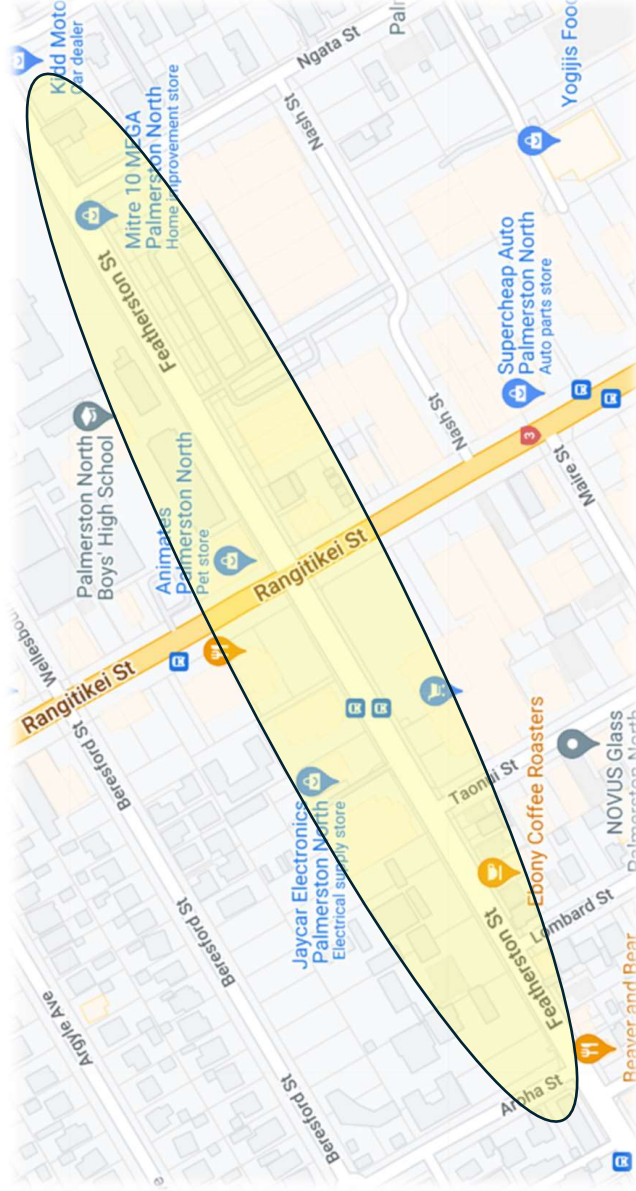 Kidd Moto
Car dealer
Ngata St
Nash St
Mitre 10 MEGA
Palmerston North
Home improvement store
Yogijis Food
Featherston St
Supercheap Auto
Palmerston North
Auto parts store
Palmerston North
Boys' High School
Nash St
3
Maire St
Animates
Palmerston North
Pet store
Rangitikei St
Rangitikei St
Beresford St
Jaycar Electronics
Palmerston North
Electrical supply store
Taonui St
Ebony Coffee Roasters
NOVUS Glass
Palmerston North
Beresford St
Featherston St
Lombard St
Argyle Ave
Beaver and Bear
Aroha St
Beresford St